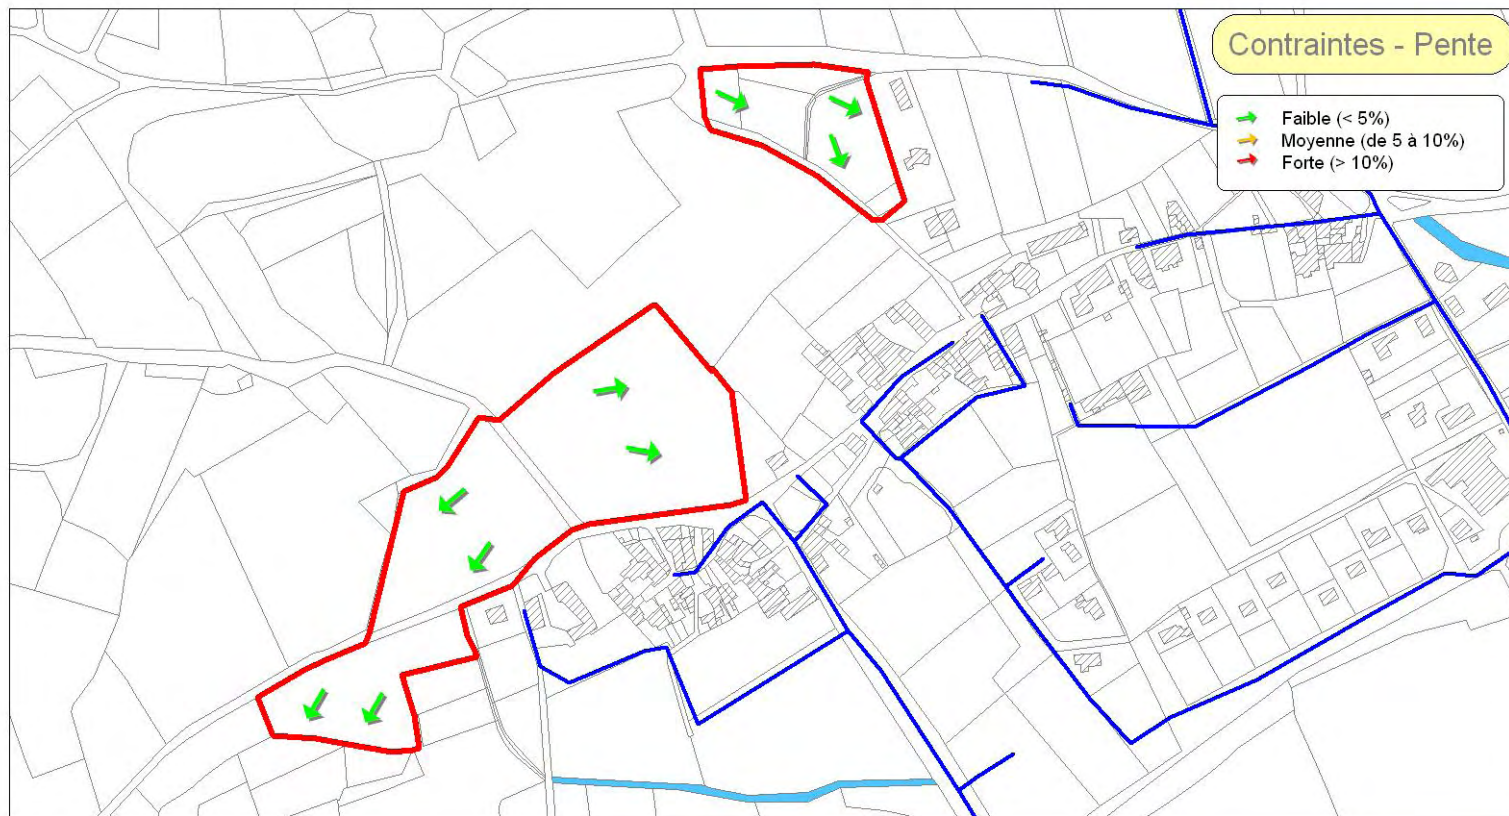 Contraintes - Pente
Faible (< 5%)
Moyenne (de 5 à 10%)
Forte (> 10%)